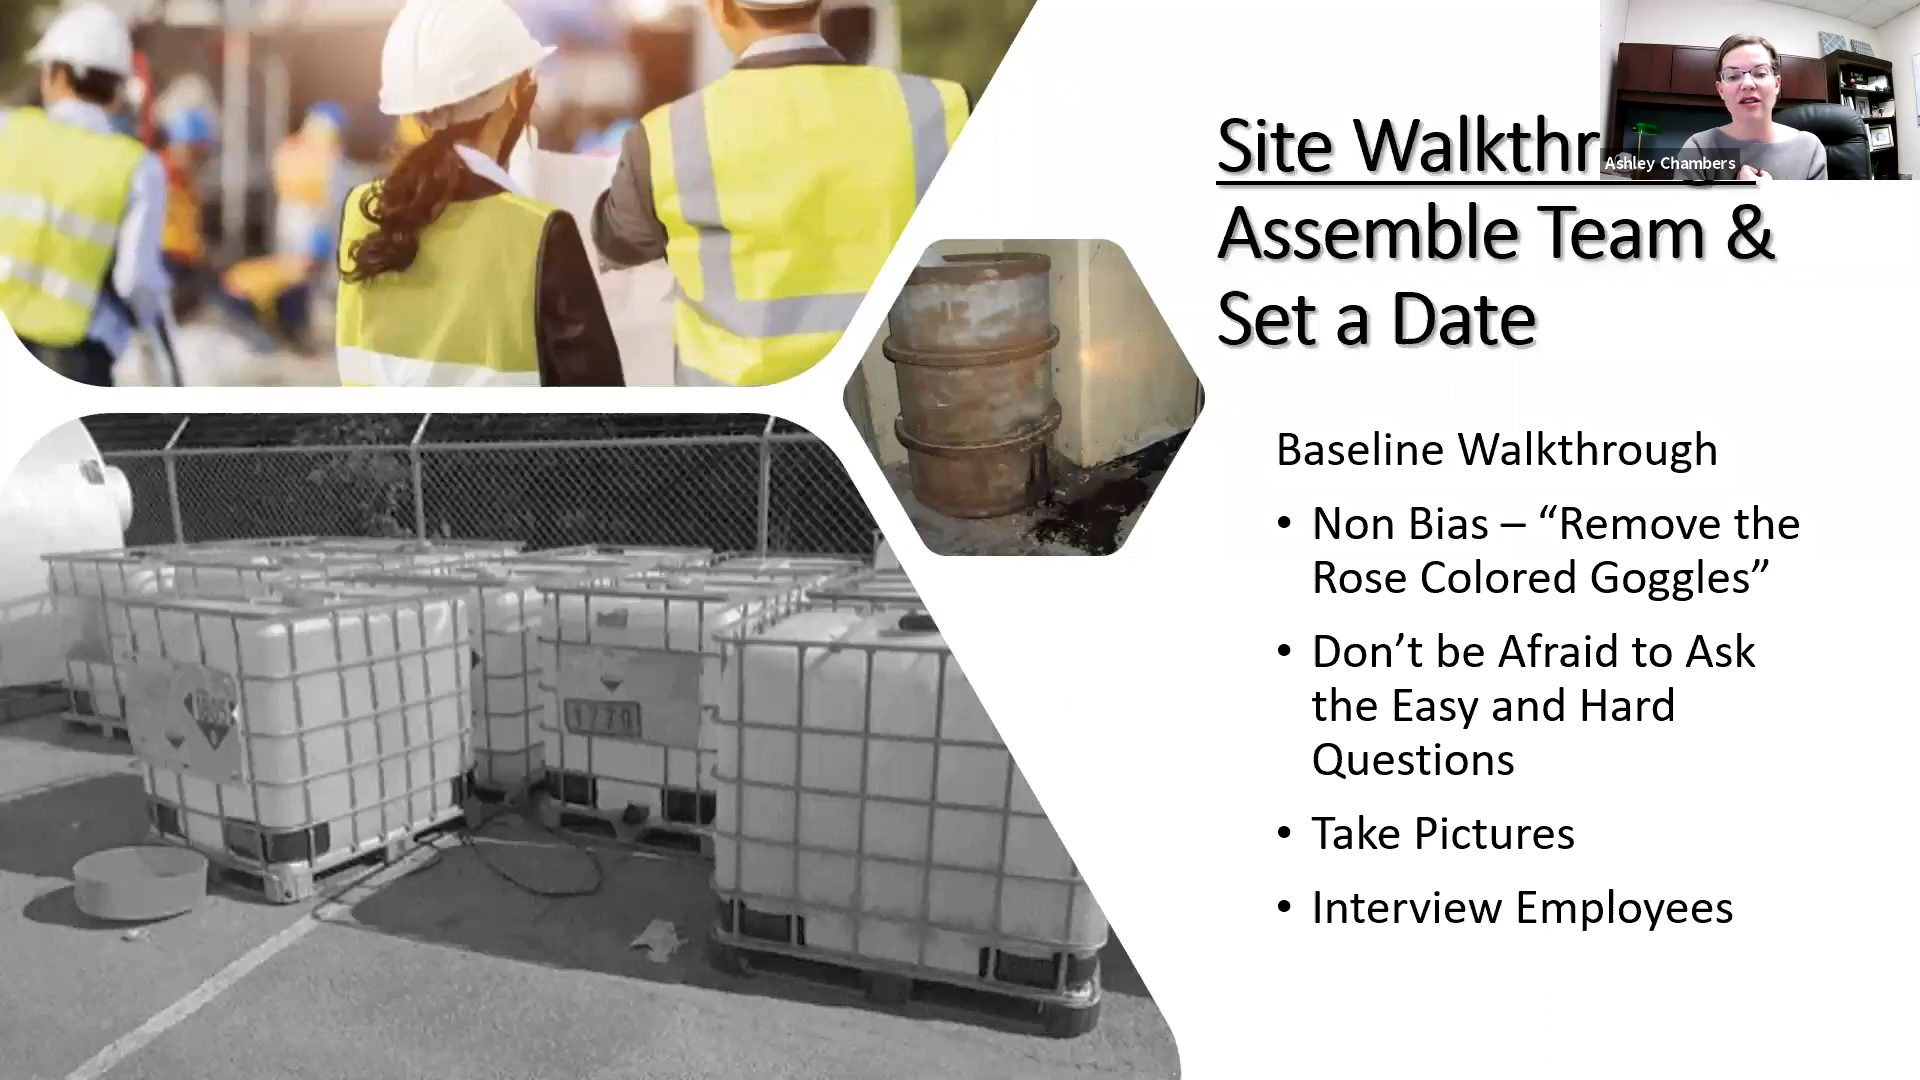 Site Walkthr
Ashley Chambers
Assemble Team &
Set a Date
Baseline Walkthrough
• Non Bias – “Remove the
Rose Colored Goggles”
• Don’t be Afraid to Ask
the Easy and Hard
Questions
• Take Pictures
• Interview Employees